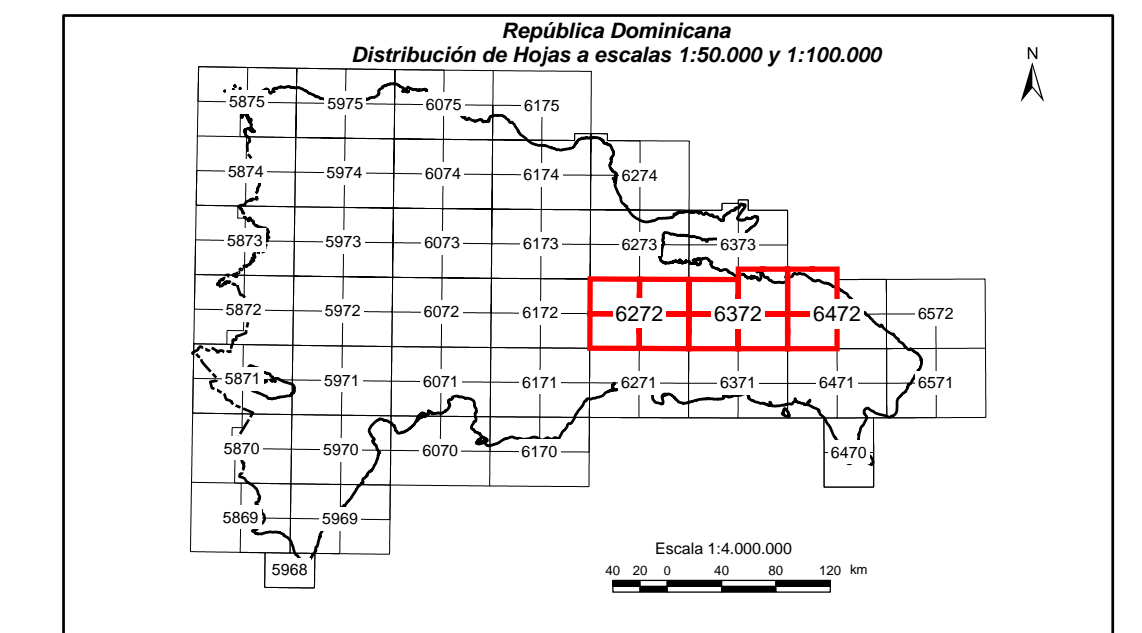 República Dominicana
Distribución de Hojas a escalas 1:50.000 y 1:100.000
N
5875 5975 6075 6175
5874 5974 6074 6174 6274
5873 5973 6073 6173 6273 6373
5872 5972 6072 6172 6272 6372 6472 6572
5871 5971 6071 6171 6271 6371 6471 6571
5870 5970 6070 6170 6470
5869 5969
5968
Escala 1:4.000.000
40 20 0 40 80 120 km